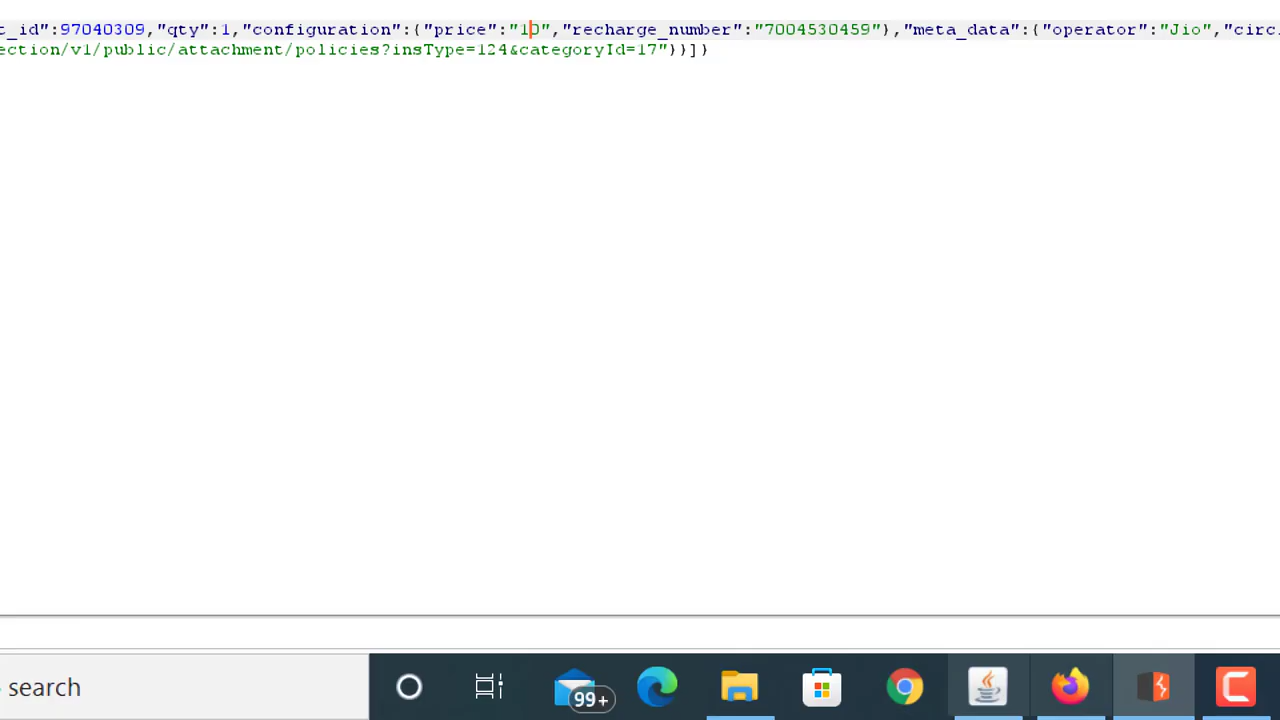 t_id":97040309,"qty":1,"configuration":{"price":"10","recharge_number":"7004530459"},"meta_data":{"operator":"Jio","circ
ection/v1/public/attachment/policies?insType=124&categoryId=17"}}]}
search
99+